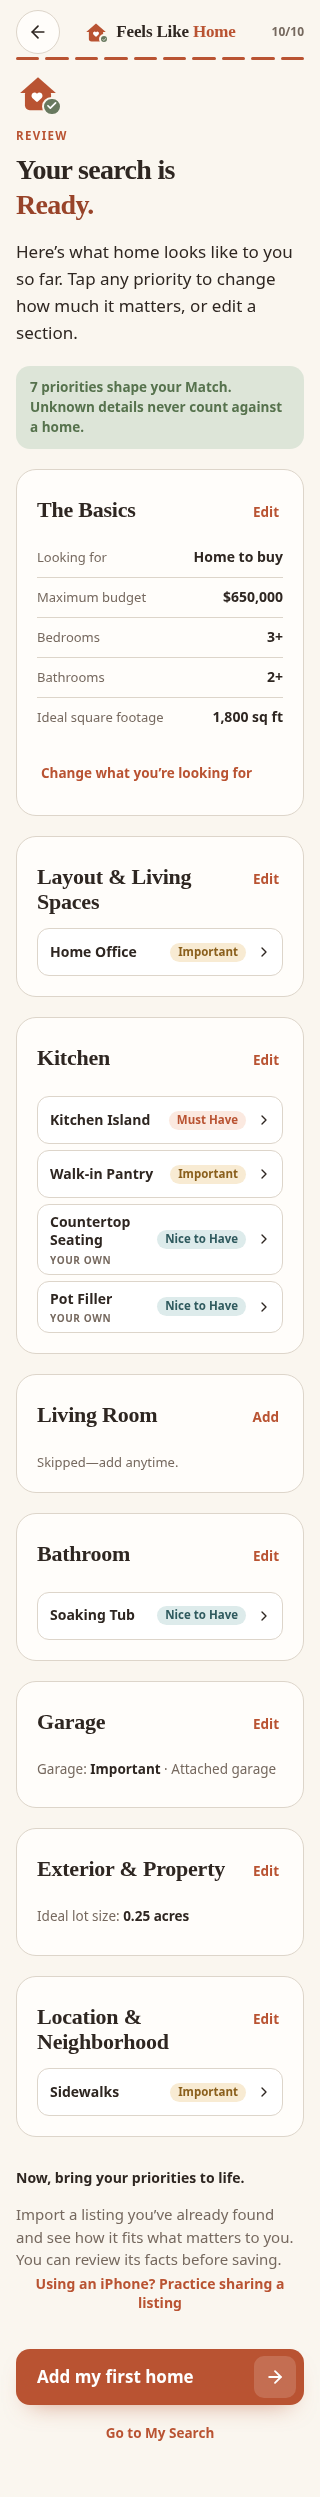 Feels Like Home
10/10
REVIEW
Your search is
Ready.
Here’s what home looks like to you
so far. Tap any priority to change
how much it matters, or edit a
section.
7 priorities shape your Match.
Unknown details never count against
a home.
The Basics
Edit
Looking for
Home to buy
Maximum budget
$650,000
Bedrooms
3+
Bathrooms
2+
Ideal square footage
1,800 sq ft
Change what you’re looking for
Layout & Living
Spaces
Edit
Home Office
Important
Kitchen
Edit
Kitchen Island
Must Have
Walk-in Pantry
Important
Countertop
Seating
YOUR OWN
Nice to Have
Pot Filler
YOUR OWN
Nice to Have
Living Room
Add
Skipped—add anytime.
Bathroom
Edit
Soaking Tub
Nice to Have
Garage
Edit
Garage: Important · Attached garage
Exterior & Property
Edit
Ideal lot size: 0.25 acres
Location &
Neighborhood
Edit
Sidewalks
Important
Now, bring your priorities to life.
Import a listing you’ve already found
and see how it fits what matters to you.
You can review its facts before saving.
Using an iPhone? Practice sharing a
listing
Add my first home
Go to My Search